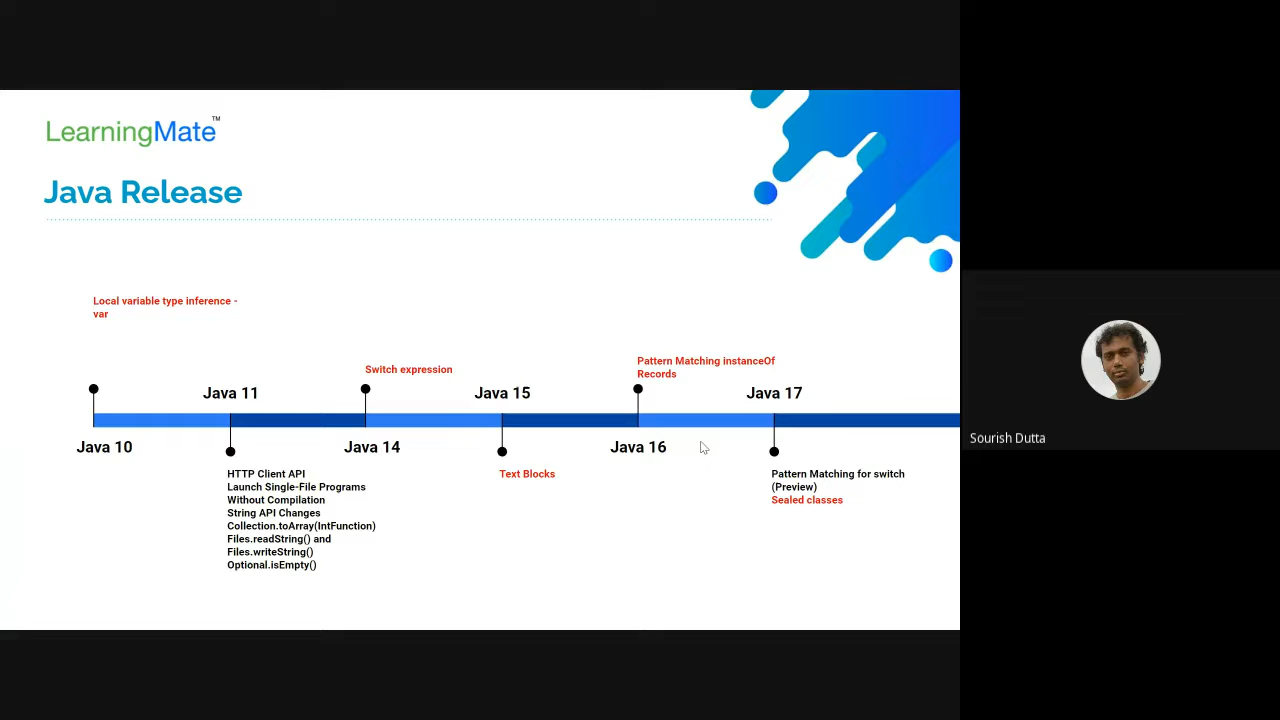 LearningMate™
Java Release
Local variable type inference -
var
Switch expression
Pattern Matching instanceOf
Records
Java 11
Java 15
Java 17
Java 10
Java 14
Java 16
HTTP Client API
Launch Single-File Programs
Without Compilation
String API Changes
Collection.toArray(IntFunction)
Files.readString() and
Files.writeString()
Optional.isEmpty()
Text Blocks
Pattern Matching for switch
(Preview)
Sealed classes
Sourish Dutta